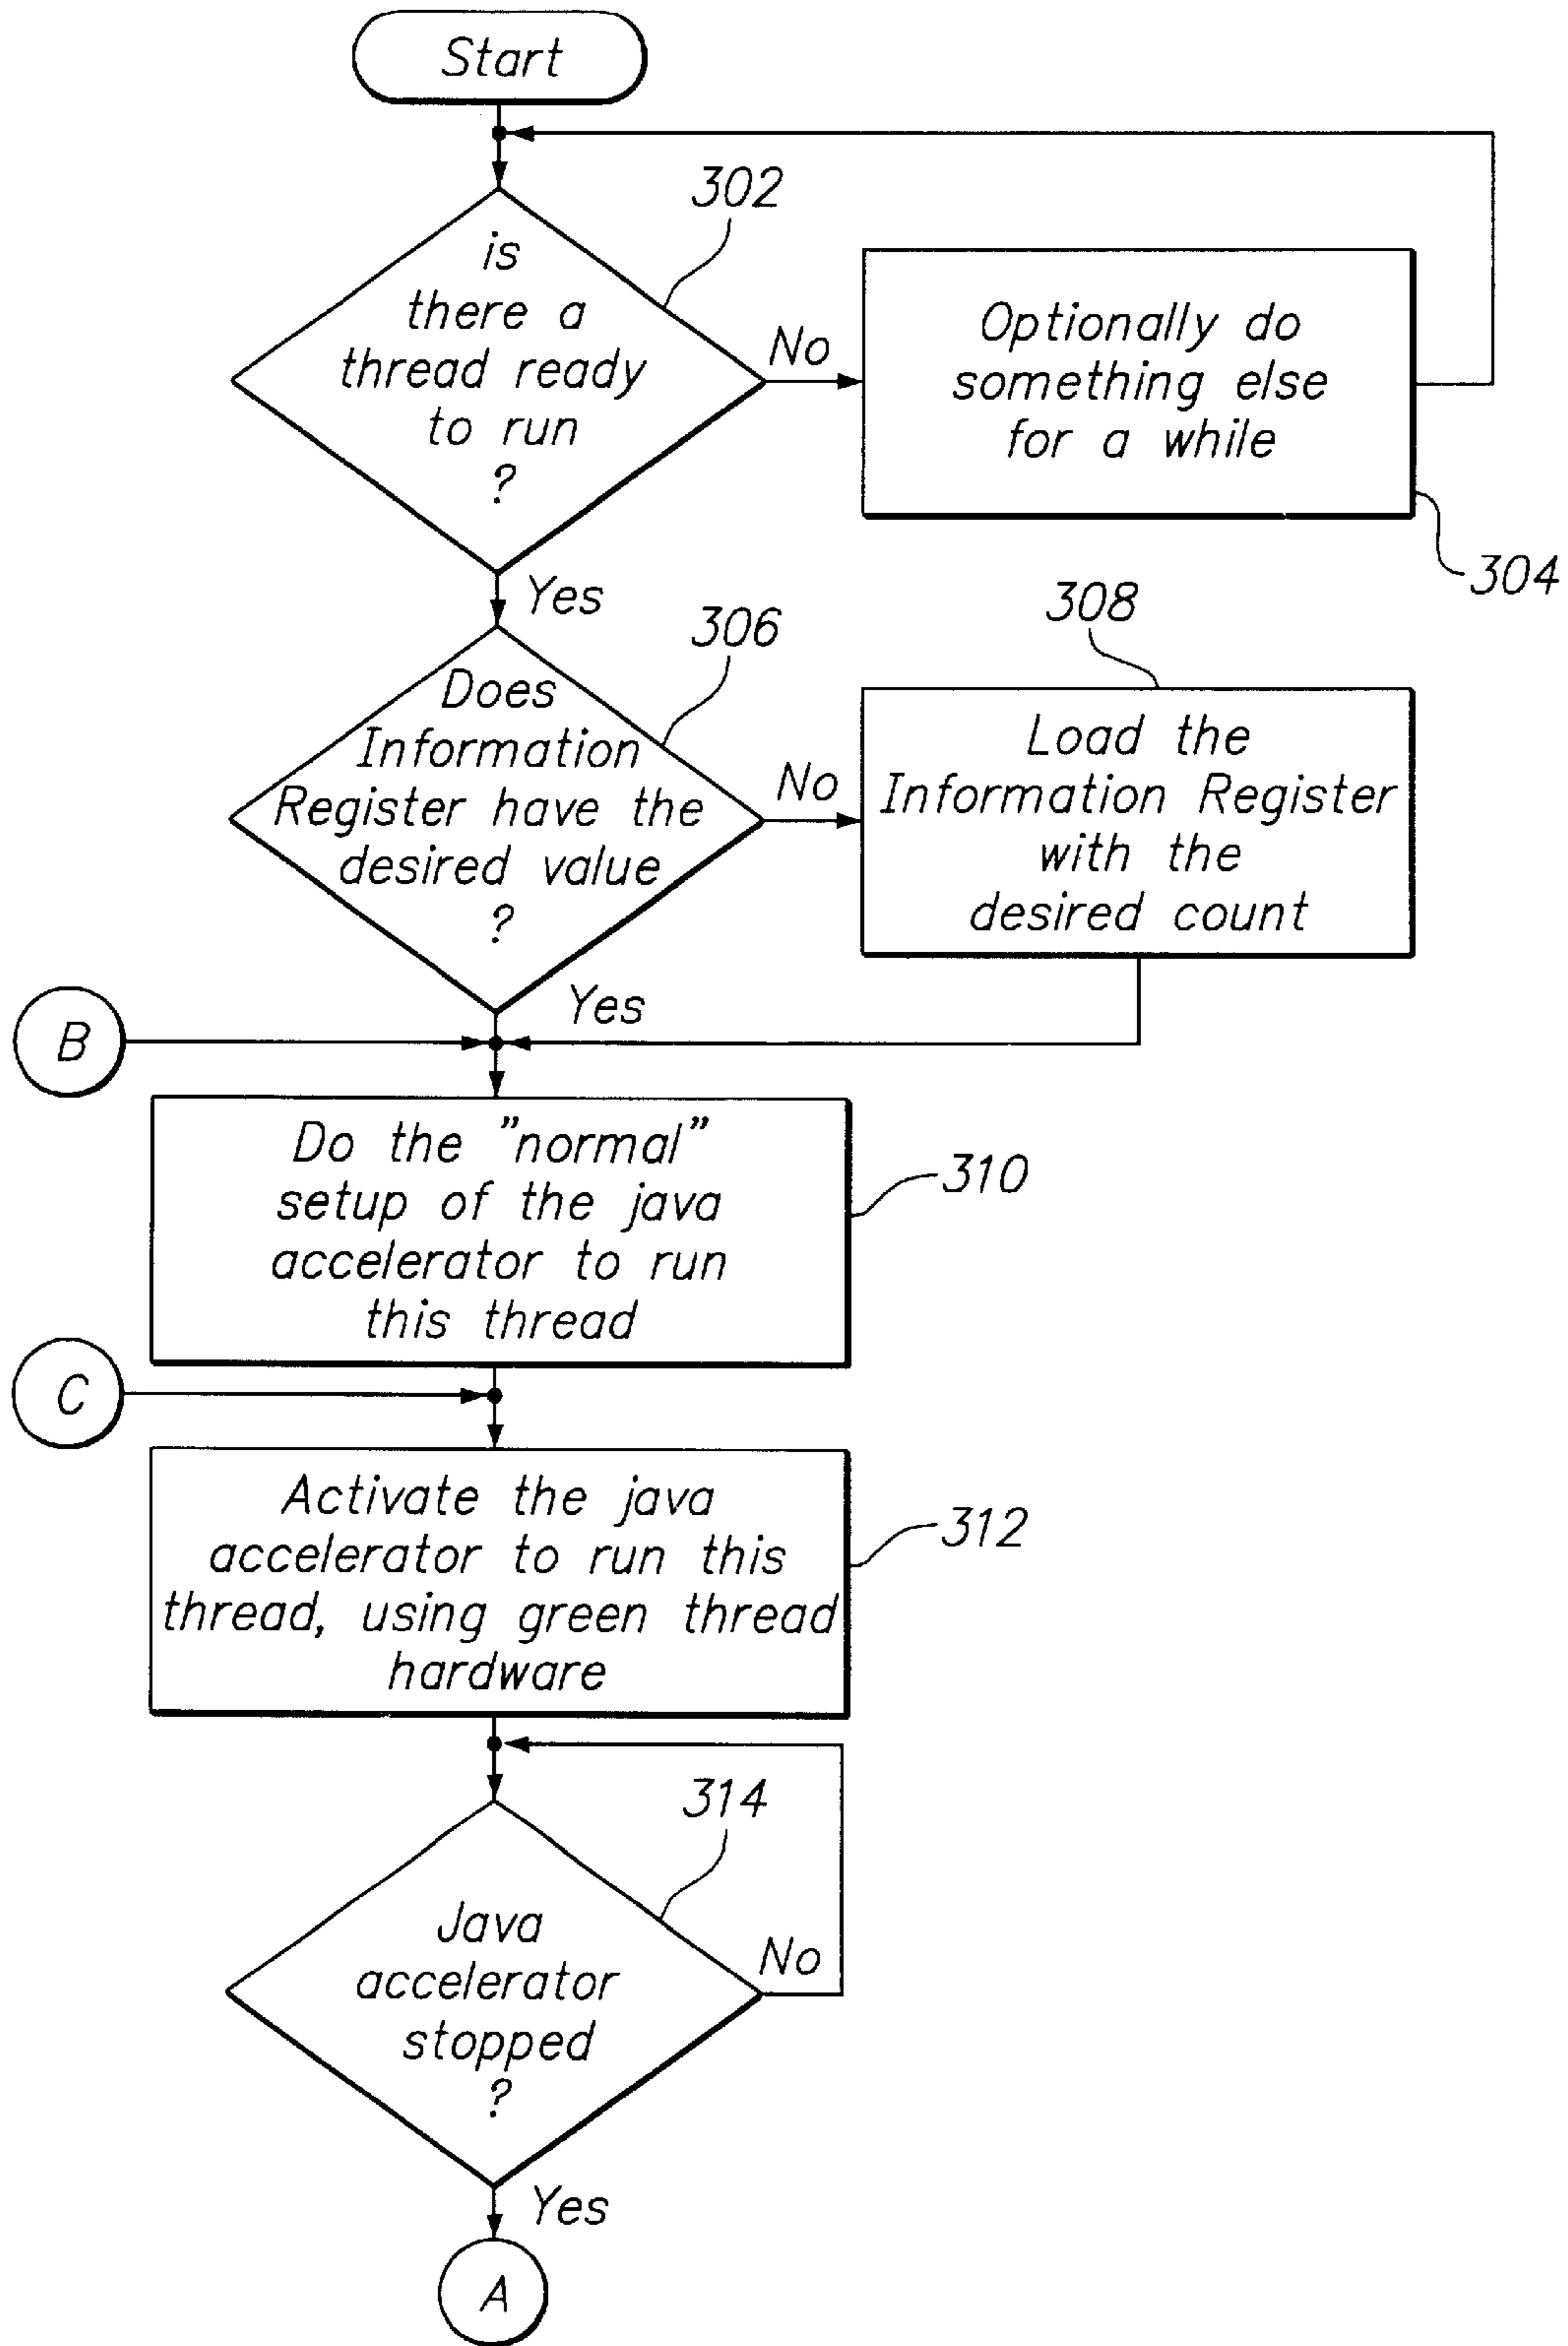 Start
302
is
there a
thread ready
to run
?
No
Optionally do
something else
for a while
304
Yes
306
Does
Information
Register have the
desired value
?
No
308
Load the
Information Register
with the
desired count
Yes
B
Do the "normal"
setup of the java
accelerator to run
this thread
310
C
Activate the java
accelerator to run this
thread, using green thread
hardware
312
314
Java
accelerator
stopped
?
No
Yes
A